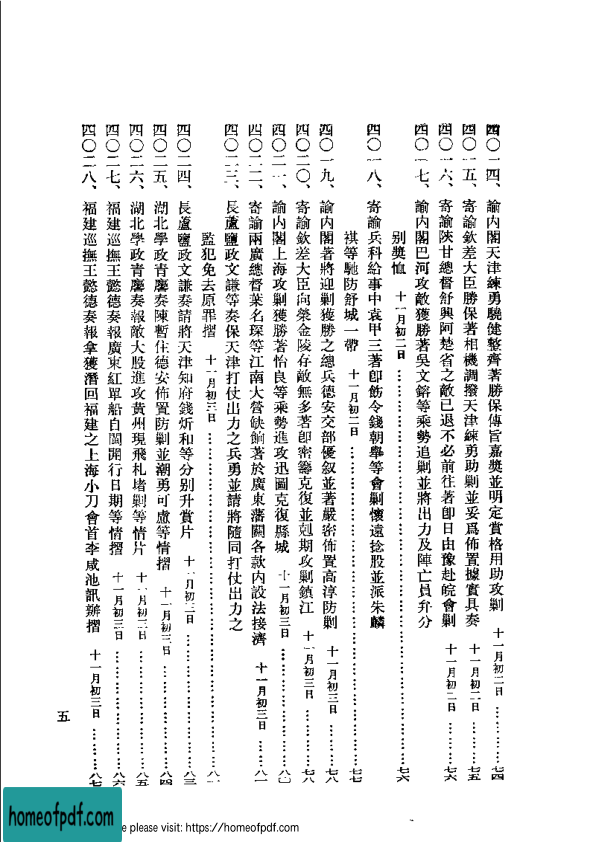 四〇一四、諭內閣天津練勇驍健整齊著勝保傳旨嘉獎並明定賞格用助攻剿 十一月初二日…………七四
四〇一五、寄諭欽差大臣勝保著相機調撥天津練勇助剿並妥爲佈置據實具奏 十一月初二日…………七五
四〇一六、寄諭陝甘總督舒興阿楚省之敵已退不必前往著卽日由豫赴皖會剿 十一月初二日…………七六
四〇一七、諭內閣巴河攻敵獲勝著吳文鎔等乘勢追剿並將出力及陣亡員弁分
別獎恤 十一月初二日…………七六
四〇一八、寄諭兵科給事中袁甲三著卽飭令錢朝舉等會剿懷遠捻股並派朱麟
祺等馳防舒城一帶 十一月初二日…………七七
四〇一九、諭內閣著將迎剿獲勝之總兵德安交部優叙並著嚴密佈置高淳防剿 十一月初三日…………七八
四〇二〇、寄諭欽差大臣向榮金陵存敵無多著卽密籌克復並剋期攻剿鎮江 十一月初三日…………七八
四〇二一、諭內閣上海攻剿獲勝著怡良等乘勢進攻迅圖克復縣城 十一月初三日…………八〇
四〇二二、寄諭兩廣總督葉名琛等江南大營缺餉著於廣東藩關各款內設法接濟 十一月初三日…………八一
四〇二三、長蘆鹽政文謙等奏保天津打仗出力之兵勇並請將隨同打仗出力之
監犯免去原罪摺 十一月初三日…………八一
四〇二四、長蘆鹽政文謙奏請將天津知府錢炘和等分別升賞片 十一月初三日…………八三
四〇二五、湖北學政青麐奏陳暫住德安佈置防剿並潮勇可慮等情摺 十一月初三日…………八四
四〇二六、湖北學政青麐奏報敵大股進攻黃州現飛札堵剿等情片 十一月初三日…………八五
四〇二七、福建巡撫王懿德奏報廣東紅單船自閩開行日期等情摺 十一月初三日…………八六
四〇二八、福建巡撫王懿德奏報拿獲潛回福建之上海小刀會首李咸池訊辦摺 十一月初三日…………八七
五
homeofpdf.com
e please visit: https://homeofpdf.com